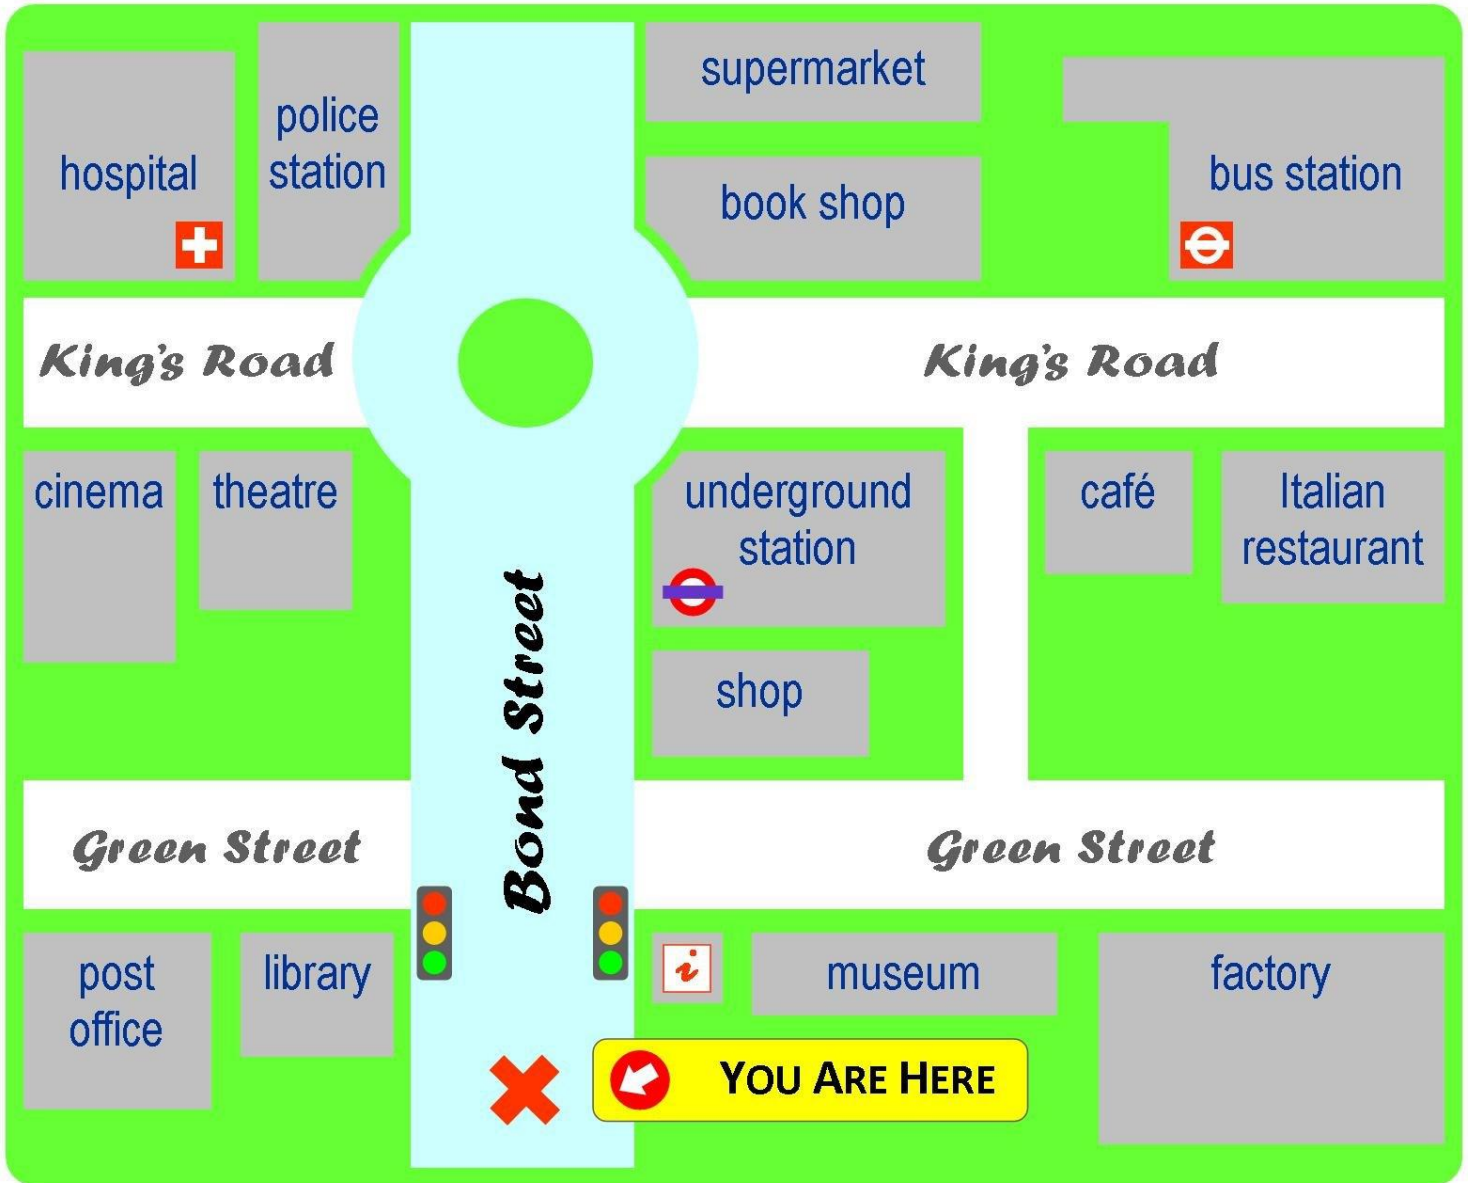 supermarket
police
station
hospital
book shop
bus station
King's Road
King's Road
cinema
theatre
underground
station
café
Italian
restaurant
shop
Bond Street
Green Street
Green Street
post
office
library
i
museum
factory
YOU ARE HERE